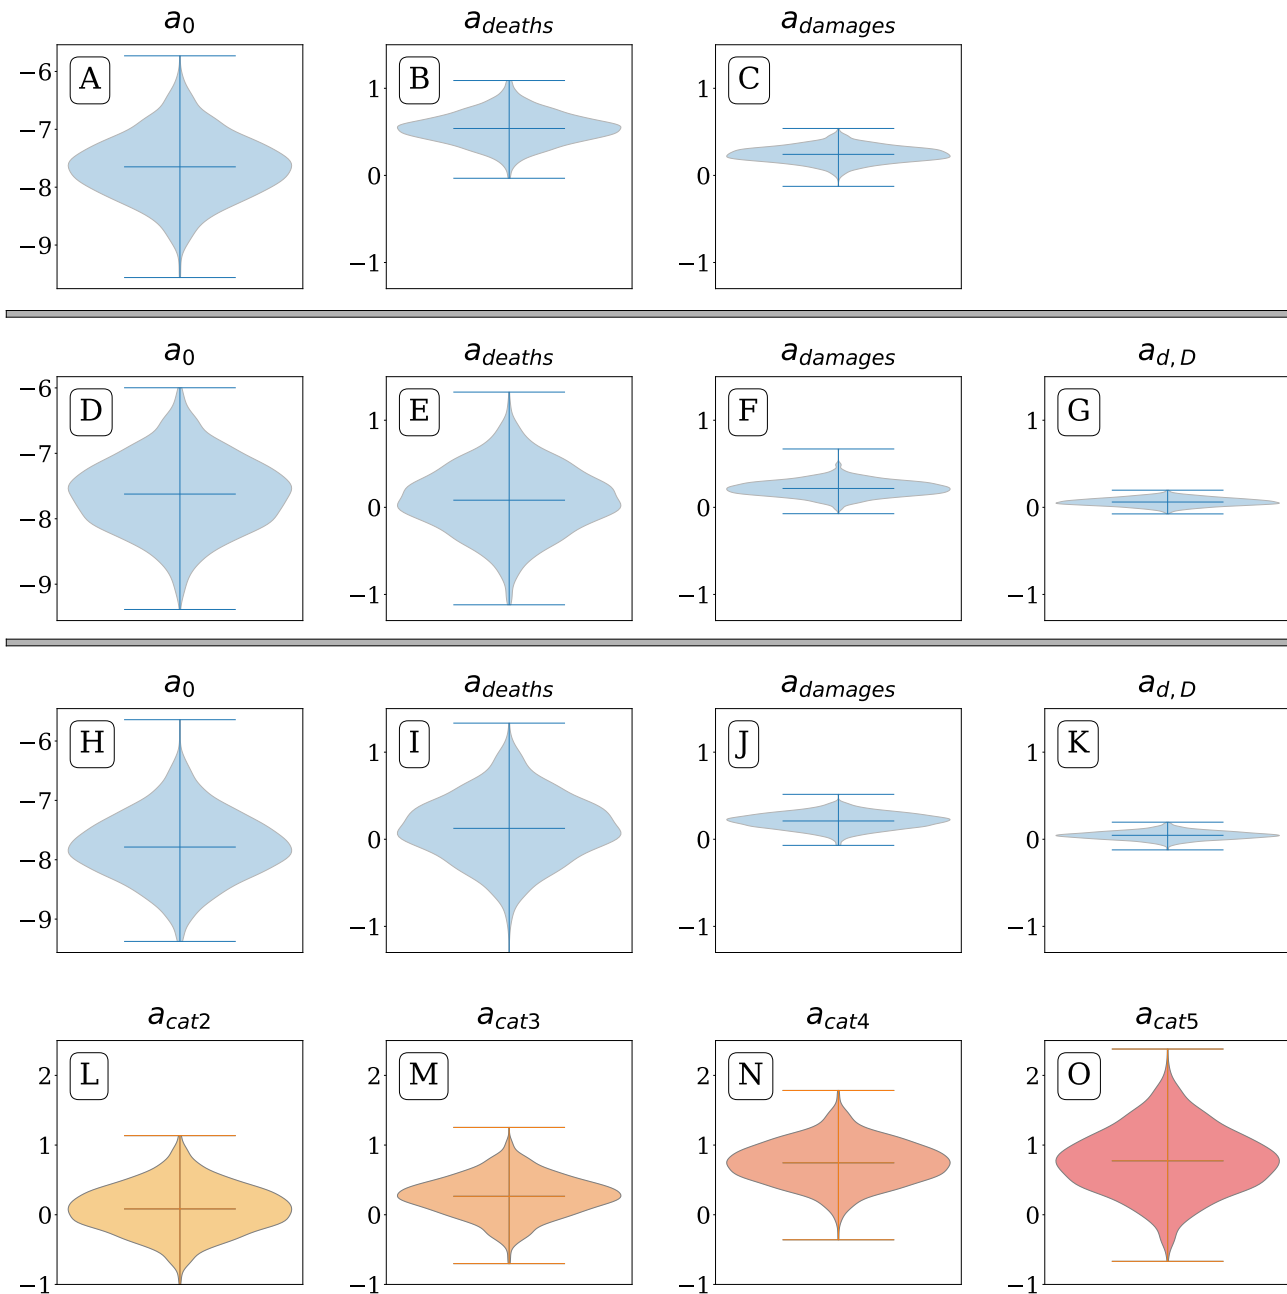 a0 adeaths adamages
A B C
−6 1 1
−7
−8 0 0
−9 −1 −1
a0 adeaths adamages ad, D
D E F G
−6 1 1 1
−7
−8 0 0 0
−9 −1 −1 −1
a0 adeaths adamages ad, D
H I J K
−6 1 1 1
−7
−8 0 0 0
−9 −1 −1 −1
acat2 acat3 acat4 acat5
L M N O
2 2 2 2
1 1 1 1
0 0 0 0
−1 −1 −1 −1